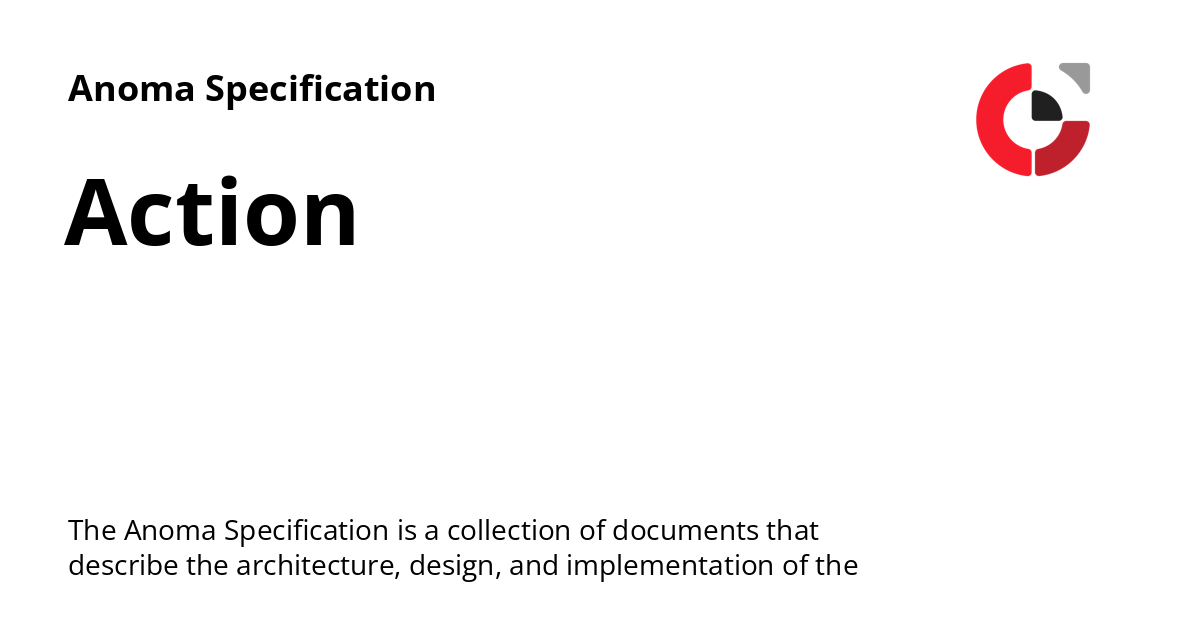 Anoma Specification
Action
The Anoma Specification is a collection of documents that
describe the architecture, design, and implementation of the